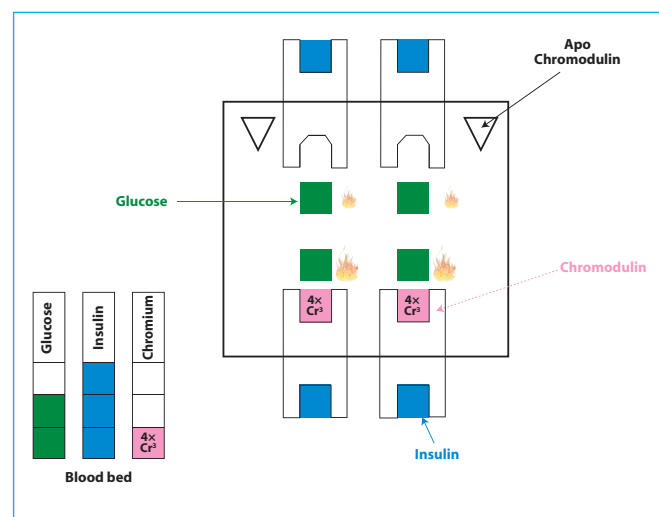 Apo
Chromodulin
Glucose
Chromodulin
4×
Cr³
4×
Cr³
Glucose
Insulin
Chromium
4×
Cr³
Insulin
Blood bed